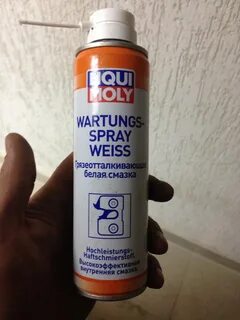 LIQUI
MOLY
WARTUNGS-
SPRAY
WEISS
Грязеотталкивающая
белая смазка
Hochleistungs-
Haftschmierstoff
Высокоэффективная
внутренняя смазка